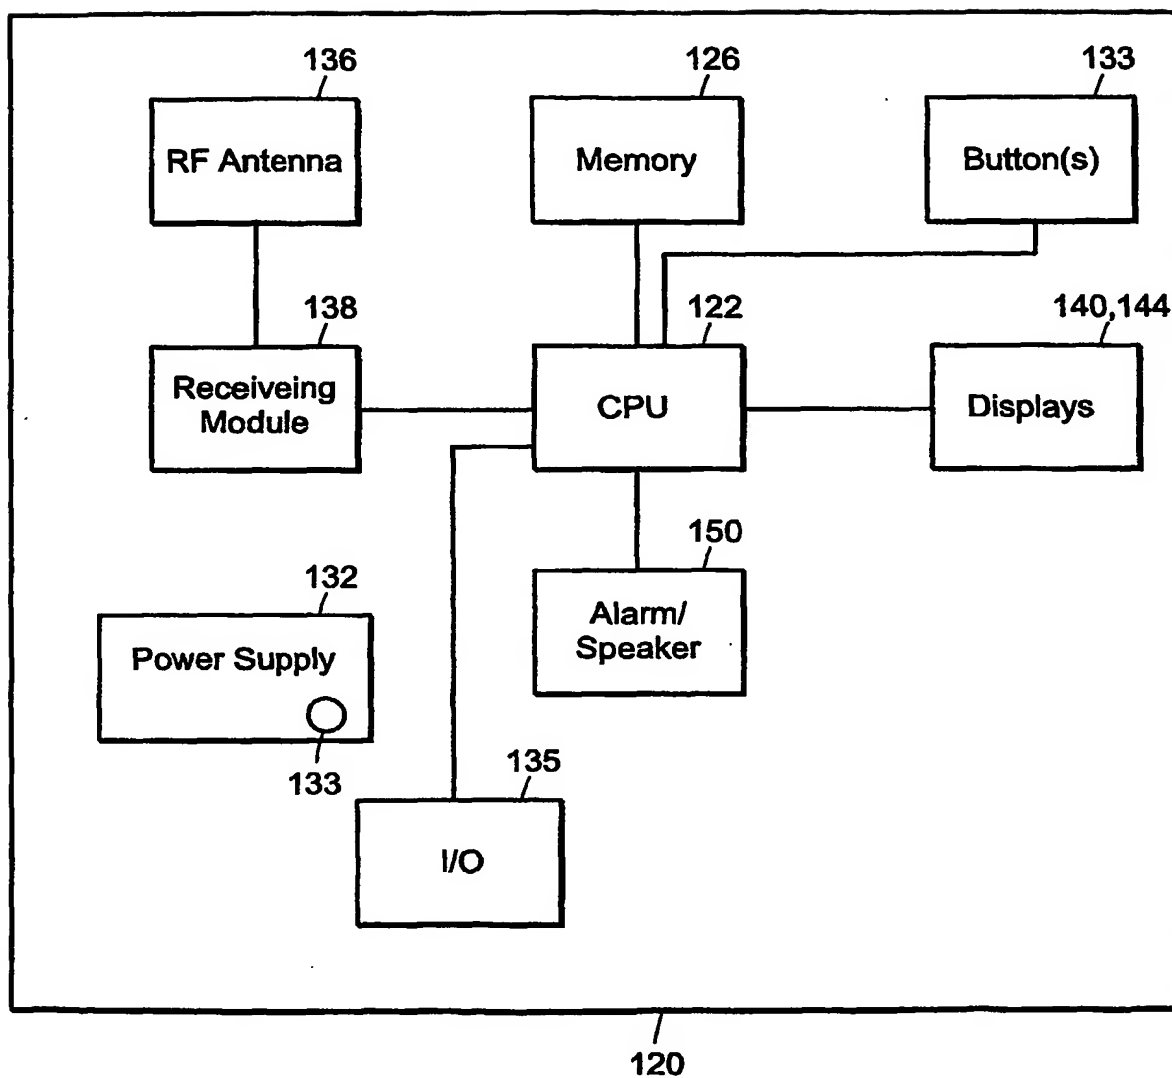 136
126
133
RF Antenna
Memory
Button(s)
138
122
140,144
Receiveing
Module
CPU
Displays
150
132
Alarm/
Speaker
Power Supply
133
135
I/O
120